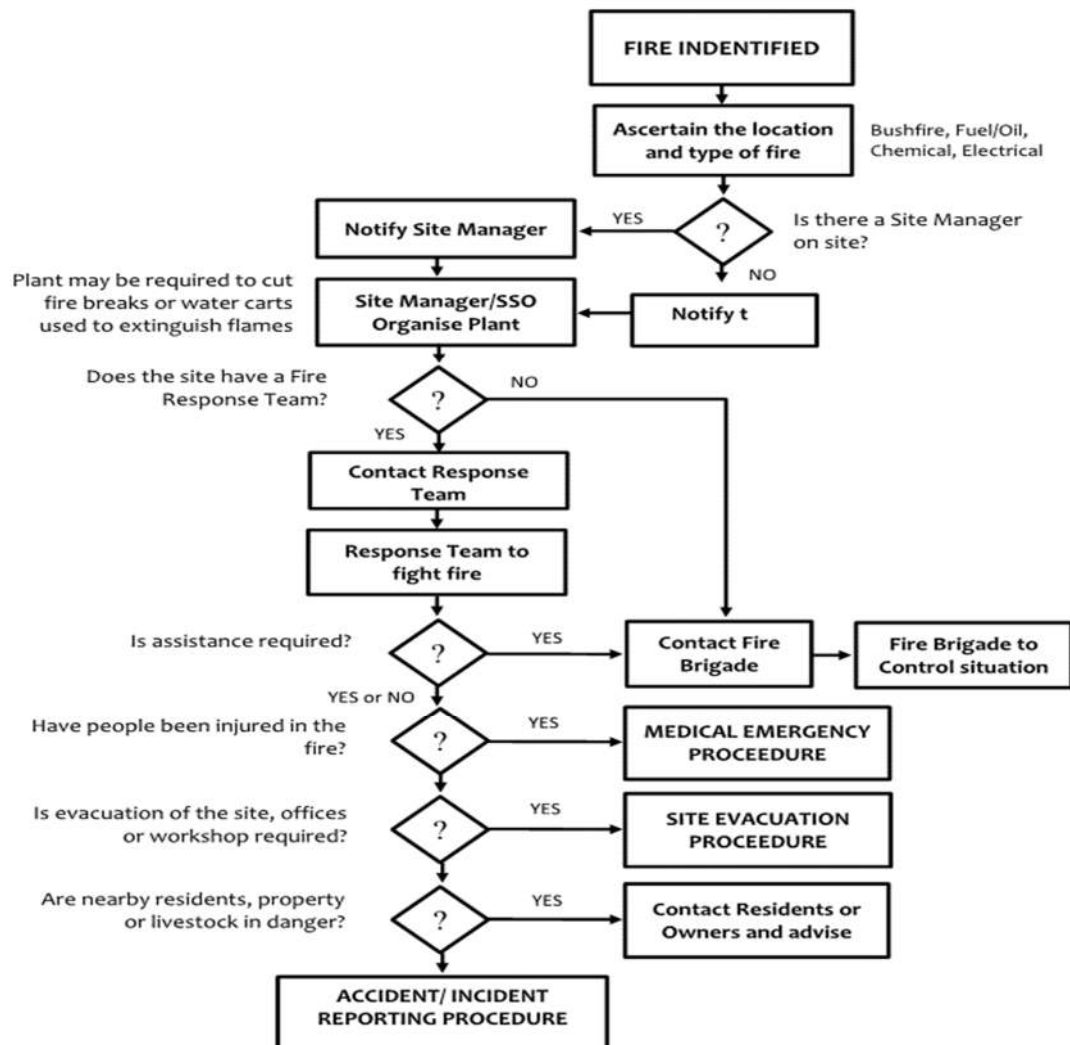 FIRE INDENTIFIED
Ascertain the location
and type of fire
Bushfire, Fuel/Oil,
Chemical, Electrical
Is there a Site Manager
on site?
?
YES
NO
Notify Site Manager
Notify t
Plant may be required to cut
fire breaks or water carts
used to extinguish flames
Site Manager/SSO
Organise Plant
Does the site have a Fire
Response Team?
?
NO
YES
Contact Response
Team
Response Team to
fight fire
Is assistance required?
?
YES
Contact Fire
Brigade
Fire Brigade to
Control situation
YES or NO
Have people been injured in the
fire?
?
YES
MEDICAL EMERGENCY
PROCEEDURE
Is evacuation of the site, offices
or workshop required?
?
YES
SITE EVACUATION
PROCEEDURE
Are nearby residents, property
or livestock in danger?
?
YES
Contact Residents or
Owners and advise
ACCIDENT/ INCIDENT
REPORTING PROCEDURE